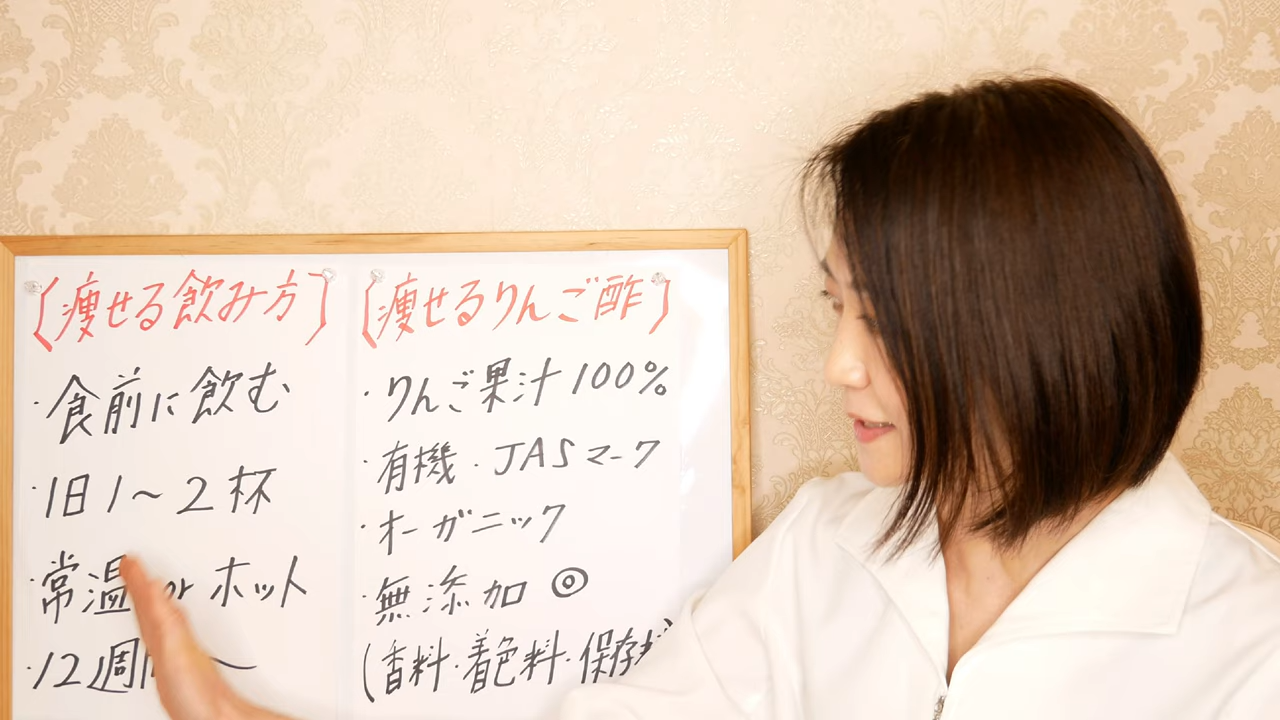 〔痩せる飲み方〕
・食前に飲む
・1日1〜2杯
・常温or ホット
・12週間〜
〔痩せるりんご酢〕
・りんご果汁100%
・有機・JASマーク
・オーガニック
・無添加◎
(香料・着色料・保存